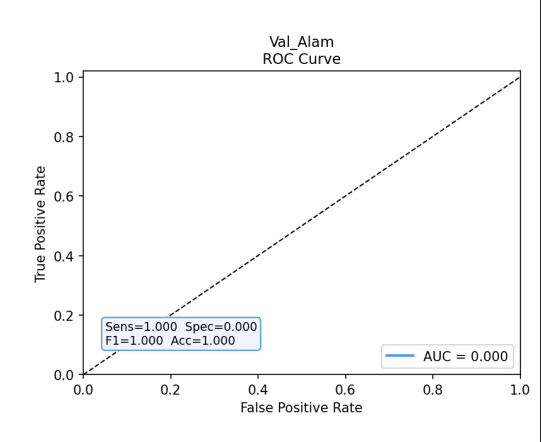 Val_Alam
ROC Curve
True Positive Rate
1.0
0.8
0.6
0.4
0.2
0.0
Sens=1.000 Spec=0.000
F1=1.000 Acc=1.000
AUC = 0.000
0.0 0.2 0.4 0.6 0.8 1.0
False Positive Rate